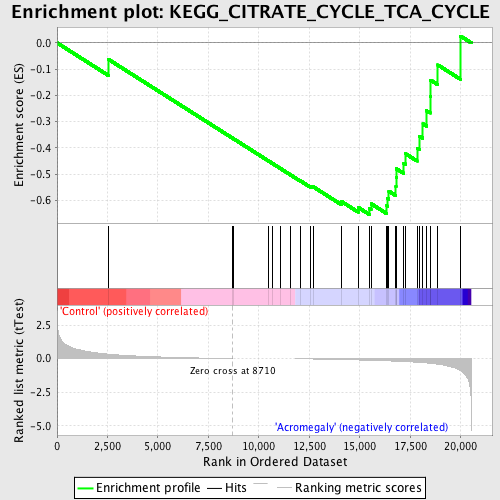 Enrichment plot: KEGG_CITRATE_CYCLE_TCA_CYCLE
Enrichment score (ES)
0.0
-0.1
-0.2
-0.3
-0.4
-0.5
-0.6
'Control' (positively correlated)
Ranked list metric (tTest)
2.5
0.0
-2.5
-5.0
Zero cross at 8710
'Acromegaly' (negatively correlated)
0 2,500 5,000 7,500 10,000 12,500 15,000 17,500 20,000
Rank in Ordered Dataset
Enrichment profile Hits Ranking metric scores